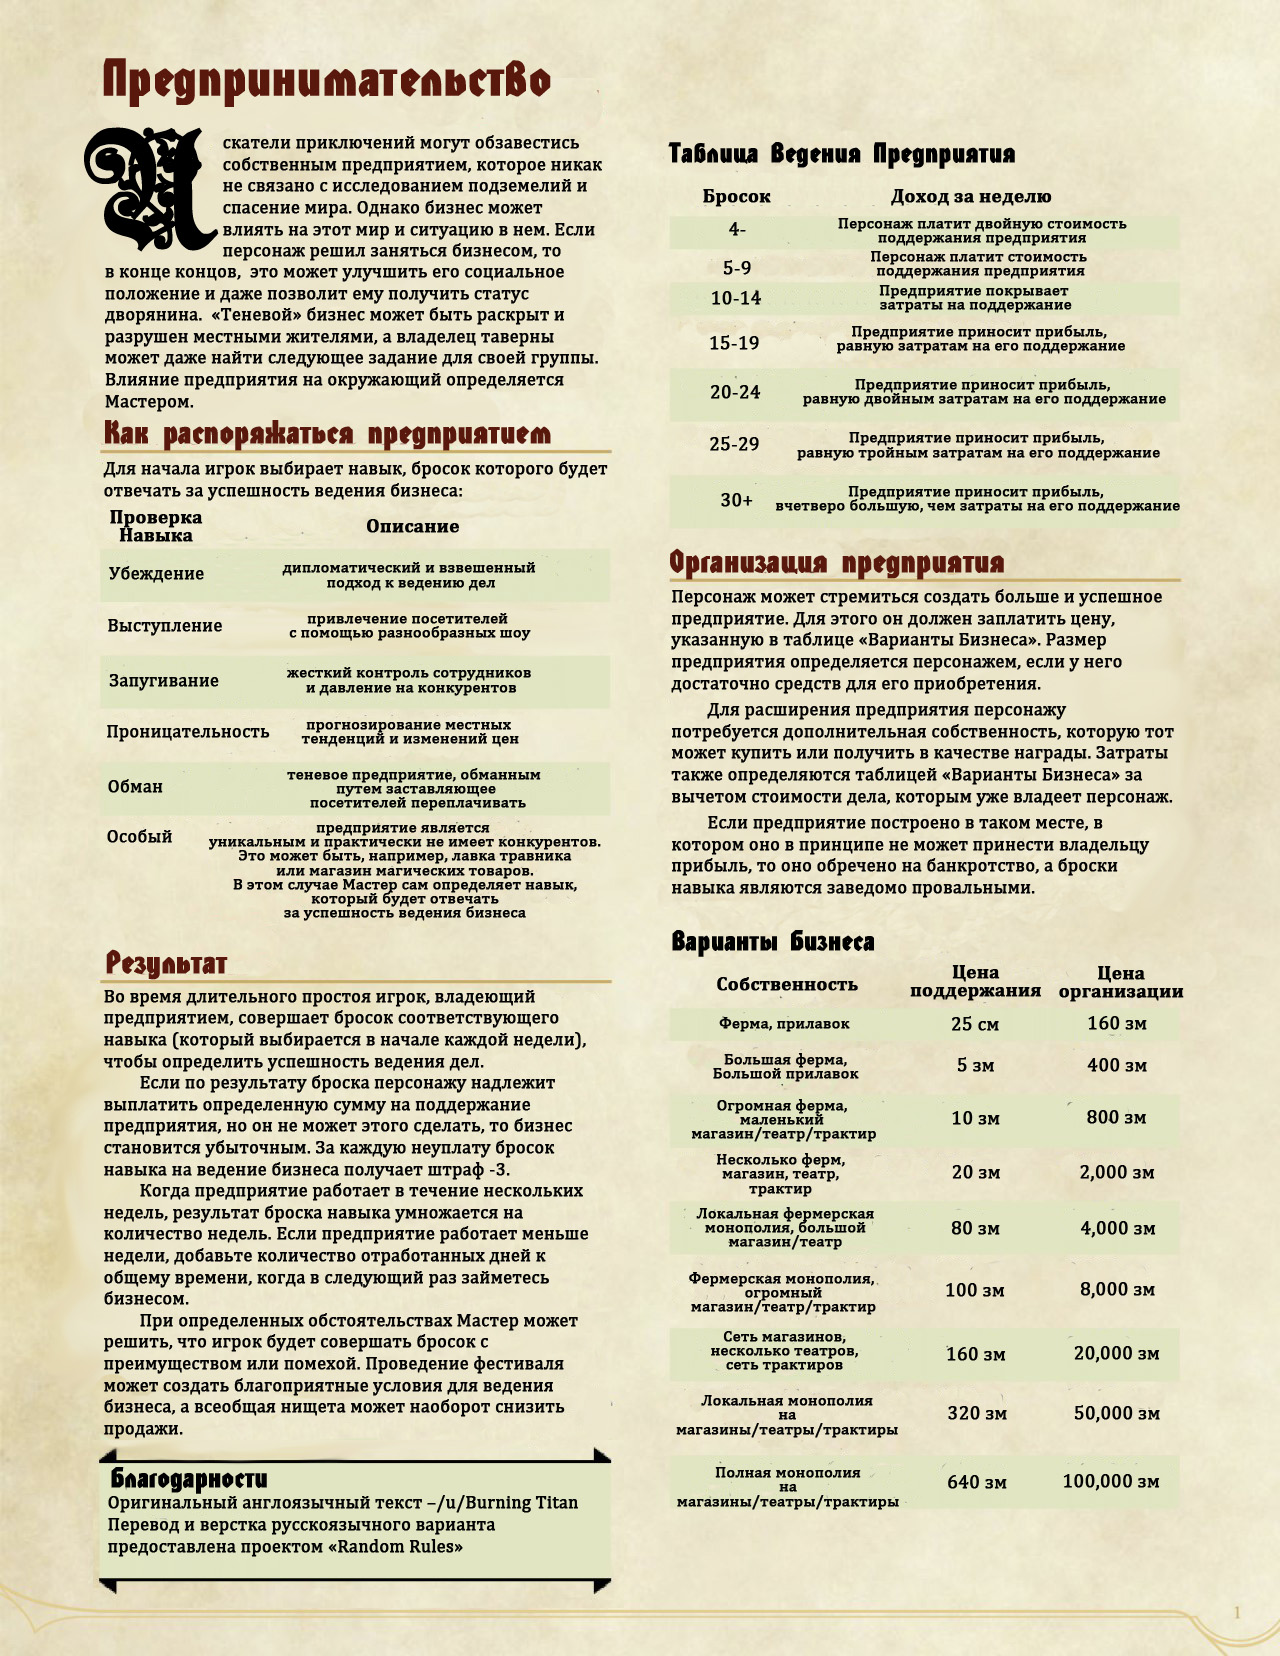 Предпринимательство
Искатели приключений могут обзавестись
собственным предприятием, которое никак
не связано с исследованием подземелий и
спасение мира. Однако бизнес может
влиять на этот мир и ситуацию в нем. Если
персонаж решил заняться бизнесом, то
в конце концов, это может улучшить его социальное
положение и даже позволит ему получить статус
дворянина. «Теневой» бизнес может быть раскрыт и
разрушен местными жителями, а владелец таверны
может даже найти следующее задание для своей группы.
Влияние предприятия на окружающий определяется
Мастером.
Как распоряжаться предприятием
Для начала игрок выбирает навык, бросок которого будет
отвечать за успешность ведения бизнеса:
Проверка
Навыка
Описание
Убеждение
дипломатический и взвешенный
подход к ведению дел
Выступление
привлечение посетителей
с помощью разнообразных шоу
Запугивание
жесткий контроль сотрудников
и давление на конкурентов
Проницательность
прогнозирование местных
тенденций и изменений цен
Обман
теневое предприятие, обманным
путем заставляющее
посетителей переплачивать
Особый
предприятие является
уникальным и практически не имеет конкурентов.
Это может быть, например, лавка травника
или магазин магических товаров.
В этом случае Мастер сам определяет навык,
который будет отвечать
за успешность ведения бизнеса
Результат
Во время длительного простоя игрок, владеющий
предприятием, совершает бросок соответствующего
навыка (который выбирается в начале каждой недели),
чтобы определить успешность ведения дел.
Если по результату броска персонажу надлежит
выплатить определенную сумму на поддержание
предприятия, но он не может этого сделать, то бизнес
становится убыточным. За каждую неуплату бросок
навыка на ведение бизнеса получает штраф -3.
Когда предприятие работает в течение нескольких
недель, результат броска навыка умножается на
количество недель. Если предприятие работает меньше
недели, добавьте количество отработанных дней к
общему времени, когда в следующий раз займетесь
бизнесом.
При определенных обстоятельствах Мастер может
решить, что игрок будет совершать бросок с
преимуществом или помехой. Проведение фестиваля
может создать благоприятные условия для ведения
бизнеса, а всеобщая нищета может наоборот снизить
продажи.
Благодарности
Оригинальный англоязычный текст –/u/Burning Titan
Перевод и верстка русскоязычного варианта
предоставлена проектом «Random Rules»
Таблица Ведения Предприятия
Бросок Доход за неделю
4-
Персонаж платит двойную стоимость
поддержания предприятия
5-9
Персонаж платит стоимость
поддержания предприятия
10-14
Предприятие покрывает
затраты на поддержание
15-19
Предприятие приносит прибыль,
равную затратам на его поддержание
20-24
Предприятие приносит прибыль,
равную двойным затратам на его поддержание
25-29
Предприятие приносит прибыль,
равную тройным затратам на его поддержание
30+
Предприятие приносит прибыль,
вчетверо большую, чем затраты на его поддержание
Организация предприятия
Персонаж может стремиться создать больше и успешное
предприятие. Для этого он должен заплатить цену,
указанную в таблице «Варианты Бизнеса». Размер
предприятия определяется персонажем, если у него
достаточно средств для его приобретения.
Для расширения предприятия персонажу
потребуется дополнительная собственность, которую тот
может купить или получить в качестве награды. Затраты
также определяются таблицей «Варианты Бизнеса» за
вычетом стоимости дела, которым уже владеет персонаж.
Если предприятие построено в таком месте, в
котором оно в принципе не может принести владельцу
прибыль, то оно обречено на банкротство, а броски
навыка являются заведомо провальными.
Варианты Бизнеса
Собственность
Цена
поддержания
Цена
организации
Ферма, прилавок 25 см 160 зм
Большая ферма,
Большой прилавок
5 зм 400 зм
Огромная ферма,
маленький
магазин/театр/трактир
10 зм 800 зм
Несколько ферм,
магазин, театр,
трактир
20 зм 2,000 зм
Локальная фермерская
монополия, большой
магазин/театр
80 зм 4,000 зм
Фермерская монополия,
огромный
магазин/театр/трактир
100 зм 8,000 зм
Сеть магазинов,
несколько театров,
сеть трактиров
160 зм 20,000 зм
Локальная монополия
на
магазины/театры/трактиры
320 зм 50,000 зм
Полная монополия
на
магазины/театры/трактиры
640 зм 100,000 зм
1